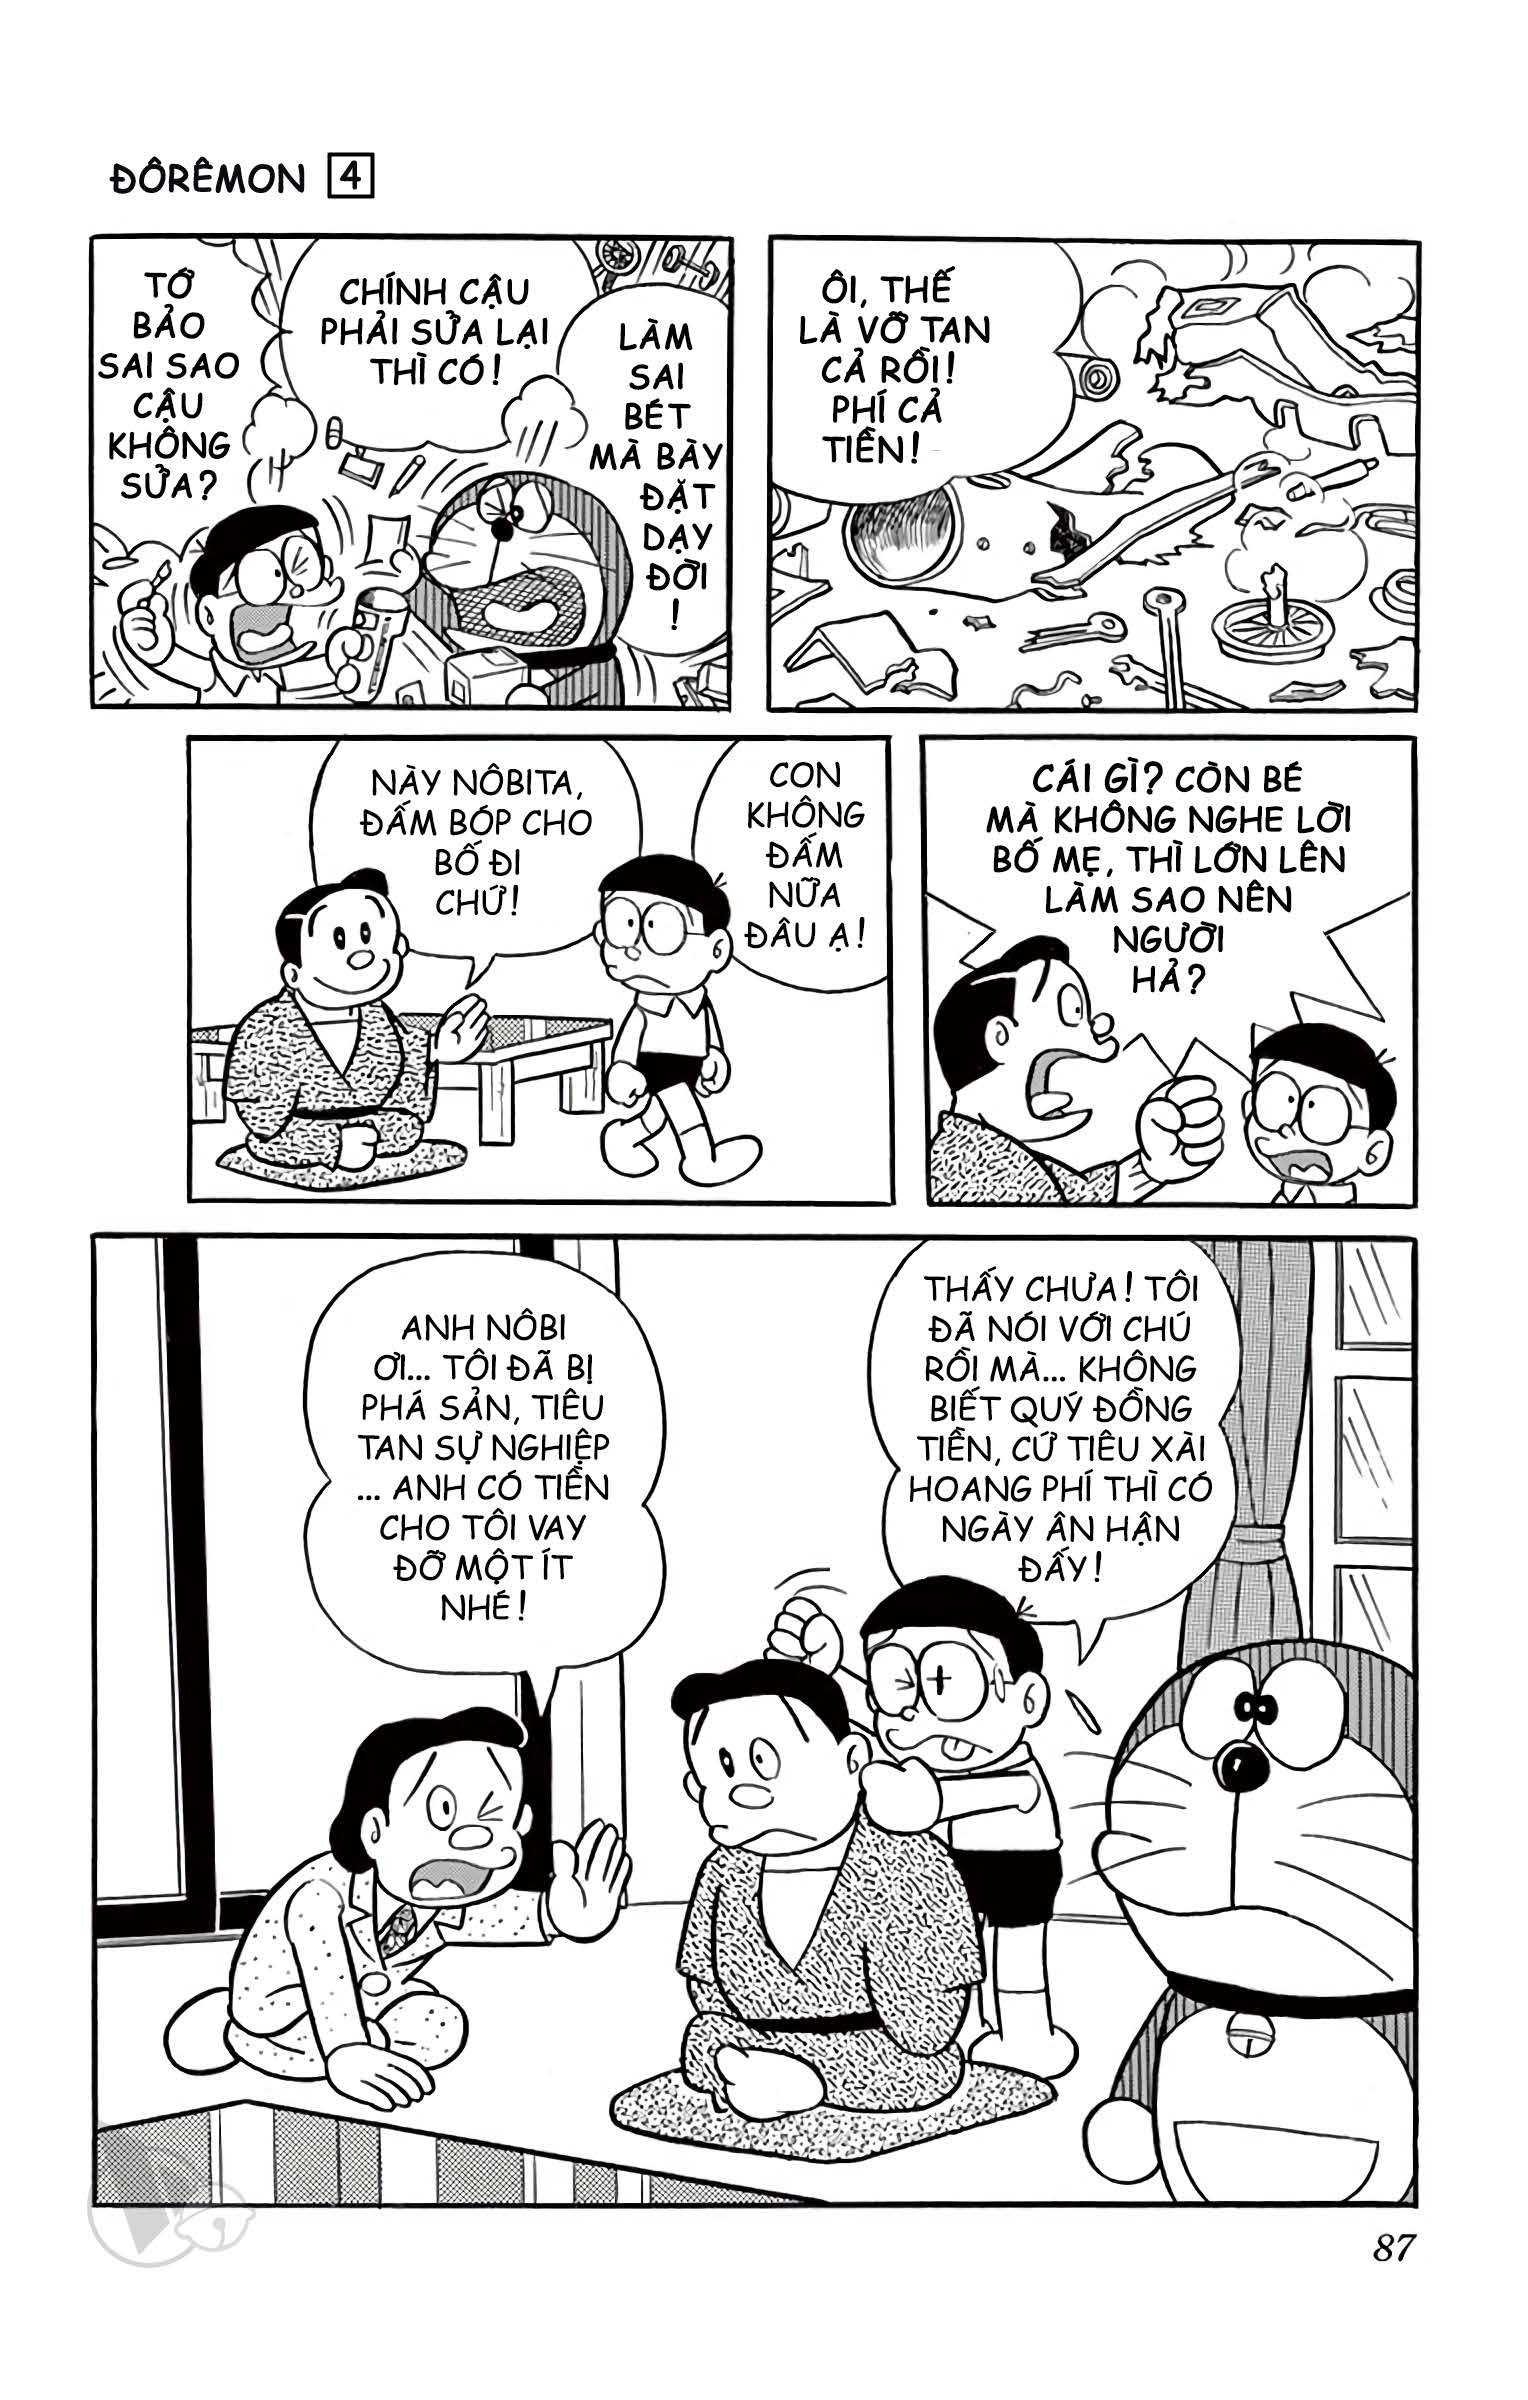 ĐÔRÊMON 4
ÔI, THẾ
LÀ VỠ TAN
CẢ RỒI!
PHÍ CẢ
TIỀN!
LÀM
SAI
BÉT
MÀ BÀY
ĐẶT
DẠY
ĐỜI
!
CHÍNH CẬU
PHẢI SỬA LẠI
THÌ CÓ!
TỚ
BẢO
SAI SAO
CẬU
KHÔNG
SỬA?
CÁI GÌ? CÒN BÉ
MÀ KHÔNG NGHE LỜI
BỐ MẸ, THÌ LỚN LÊN
LÀM SAO NÊN
NGƯỜI
HẢ?
CON
KHÔNG
ĐẤM
NỮA
ĐÂU Ạ!
NÀY NÔBITA,
ĐẤM BÓP CHO
BỐ ĐI
CHỨ!
THẤY CHƯA! TÔI
ĐÃ NÓI VỚI CHÚ
RỒI MÀ... KHÔNG
BIẾT QUÝ ĐỒNG
TIỀN, CỨ TIÊU XÀI
HOANG PHÍ THÌ CÓ
NGÀY ÂN HẬN
ĐẤY!
ANH NÔBI
ƠI... TÔI ĐÃ BỊ
PHÁ SẢN, TIÊU
TAN SỰ NGHIỆP
... ANH CÓ TIỀN
CHO TÔI VAY
ĐỠ MỘT ÍT
NHÉ!
87